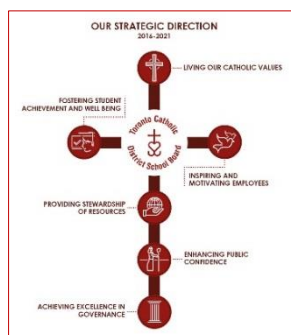 OUR STRATEGIC DIRECTION
2016-2021
LIVING OUR CATHOLIC VALUES
FOSTERING STUDENT
ACHIEVEMENT AND WELL BEING
Toronto Catholic
District School Board
INSPIRING AND
MOTIVATING EMPLOYEES
PROVIDING STEWARDSHIP
OF RESOURCES
ENHANCING PUBLIC
CONFIDENCE
ACHIEVING EXCELLENCE IN
GOVERNANCE